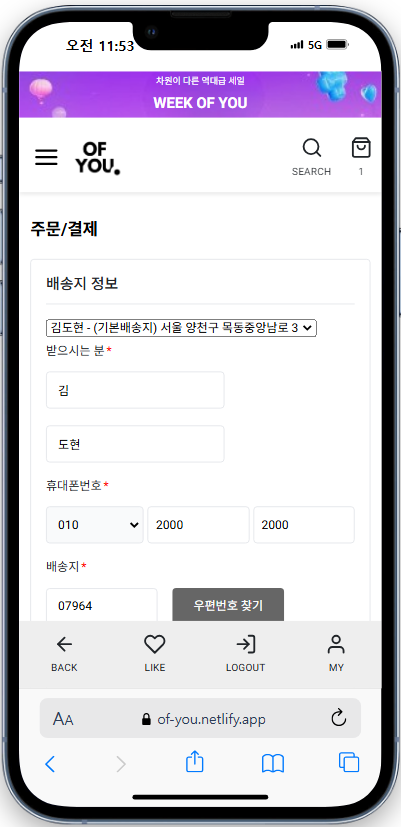 오전 11:53
5G
차원이 다른 역대급 세일
WEEK OF YOU
OF
YOU.
SEARCH
1
주문/결제
배송지 정보
김도현 - (기본배송지) 서울 양천구 목동중앙남로 3
받으시는 분*
김
도현
휴대폰번호*
010
2000
2000
배송지*
07964
우편번호 찾기
BACK
LIKE
LOGOUT
MY
AA
of-you.netlify.app